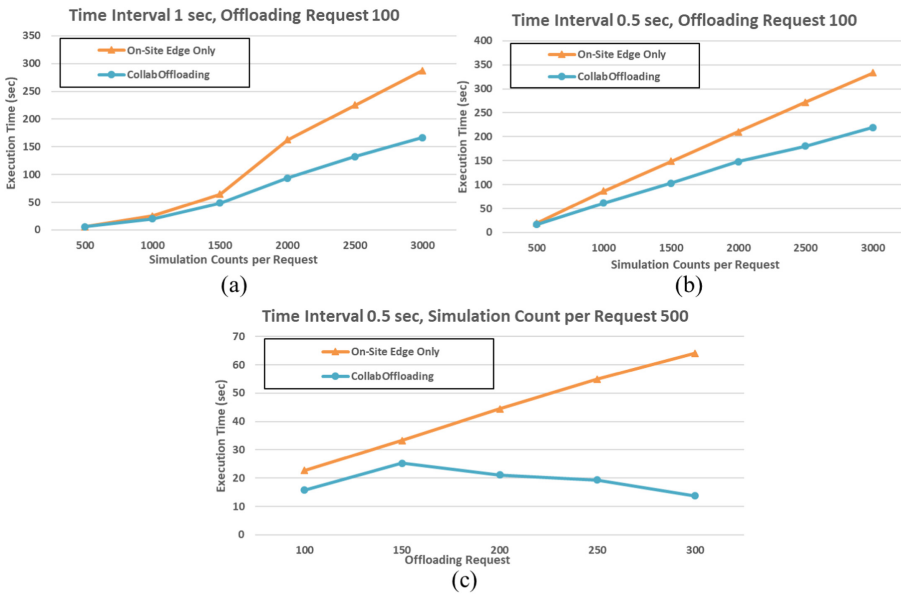 Time Interval 1 sec, Offloading Request 100
350
300
250
200
150
100
50
0
Execution Time (sec)
On-Site Edge Only
CollabOffloading
500 1000 1500 2000 2500 3000
Simulation Counts per Request
(a)
Time Interval 0.5 sec, Offloading Request 100
400
350
300
250
200
150
100
50
0
Execution Time (sec)
On-Site Edge Only
CollabOffloading
500 1000 1500 2000 2500 3000
Simulation Counts per Request
(b)
Time Interval 0.5 sec, Simulation Count per Request 500
70
60
50
40
30
20
10
0
Execution Time (sec)
On-Site Edge Only
CollabOffloading
100 150 200 250 300
Offloading Request
(c)